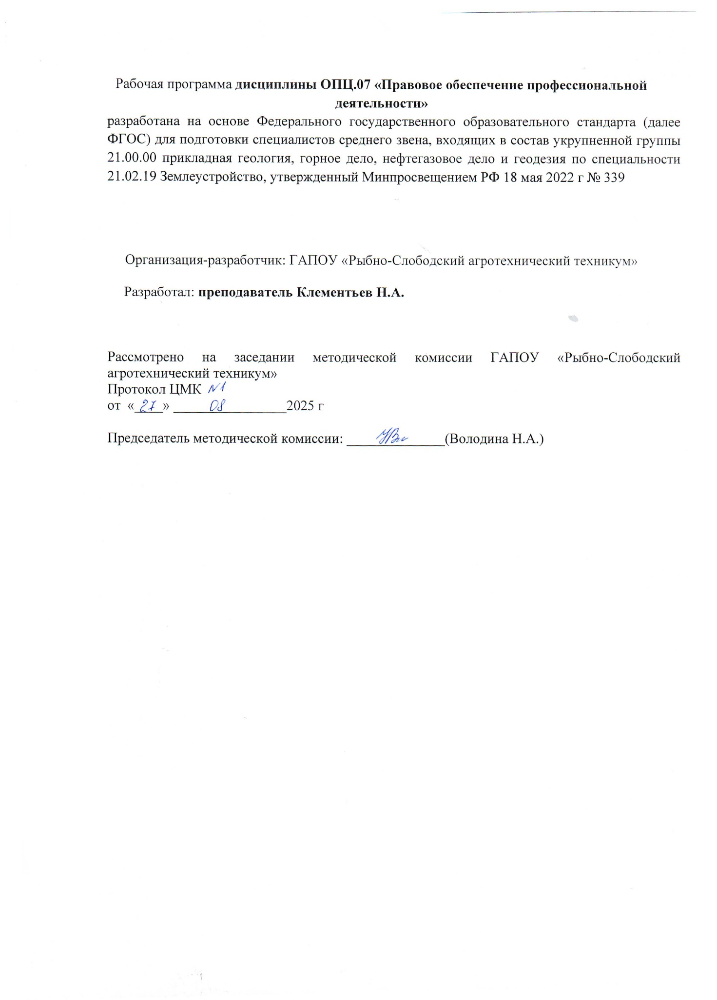 Рабочая программа дисциплины ОПЦ.07 «Правовое обеспечение профессиональной
деятельности»
разработана на основе Федерального государственного образовательного стандарта (далее
ФГОС) для подготовки специалистов среднего звена, входящих в состав укрупненной группы
21.00.00 прикладная геология, горное дело, нефтегазовое дело и геодезия по специальности
21.02.19 Землеустройство, утвержденный Минпросвещением РФ 18 мая 2022 г № 339
Организация-разработчик: ГАПОУ «Рыбно-Слободский агротехнический техникум»
Разработал: преподаватель Клементьев Н.А.
Рассмотрено на заседании методической комиссии ГАПОУ «Рыбно-Слободский
агротехнический техникум»
Протокол ЦМК №1
от «27» 08 2025 г
Председатель методической комиссии: (Володина Н.А.)